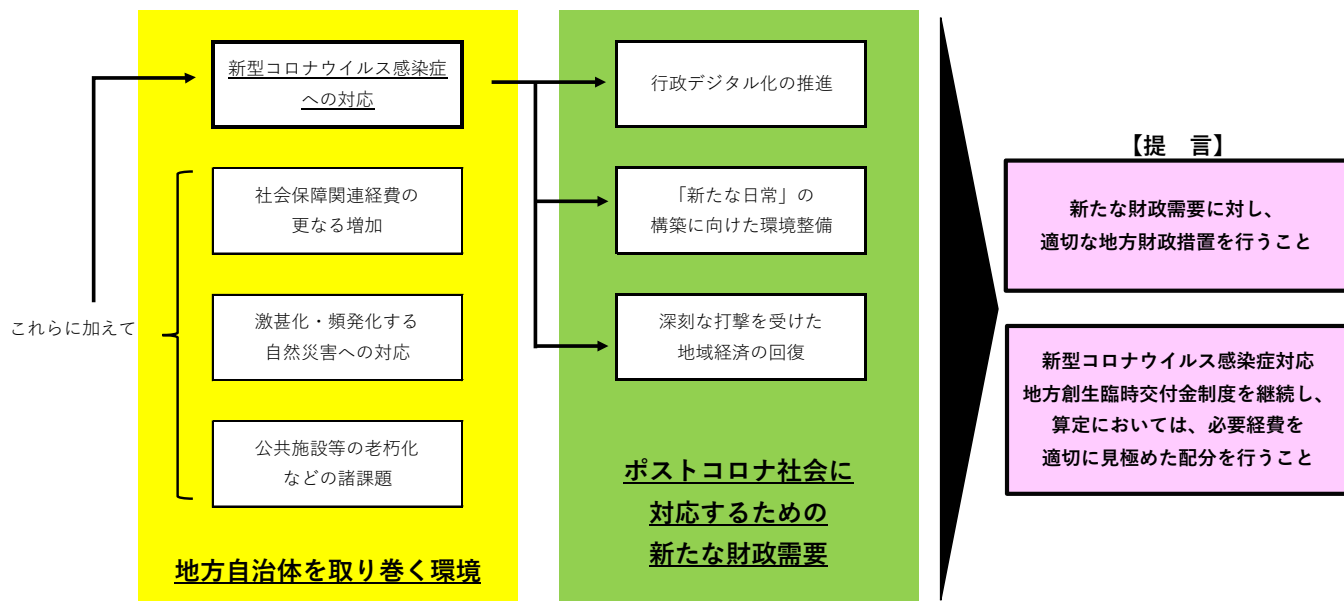 これらに加えて
新型コロナウイルス感染症
への対応
社会保障関連経費の
更なる増加
激甚化・頻発化する
自然災害への対応
公共施設等の老朽化
などの諸課題
地方自治体を取り巻く環境
行政デジタル化の推進
「新たな日常」の
構築に向けた環境整備
深刻な打撃を受けた
地域経済の回復
ポストコロナ社会に
対応するための
新たな財政需要
【提　言】
新たな財政需要に対し、
適切な地方財政措置を行うこと
新型コロナウイルス感染症対応
地方創生臨時交付金制度を継続し、
算定においては、必要経費を
適切に見極めた配分を行うこと